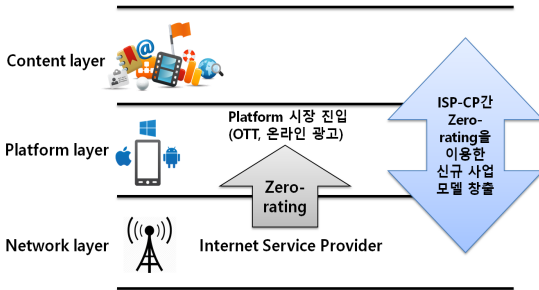 Content layer
@
Platform 시장 진입
(OTT, 온라인 광고)
Platform layer
Zero-
rating
Network layer
Internet Service Provider
ISP-CP간
Zero-
rating을
이용한
신규 사업
모델 창출